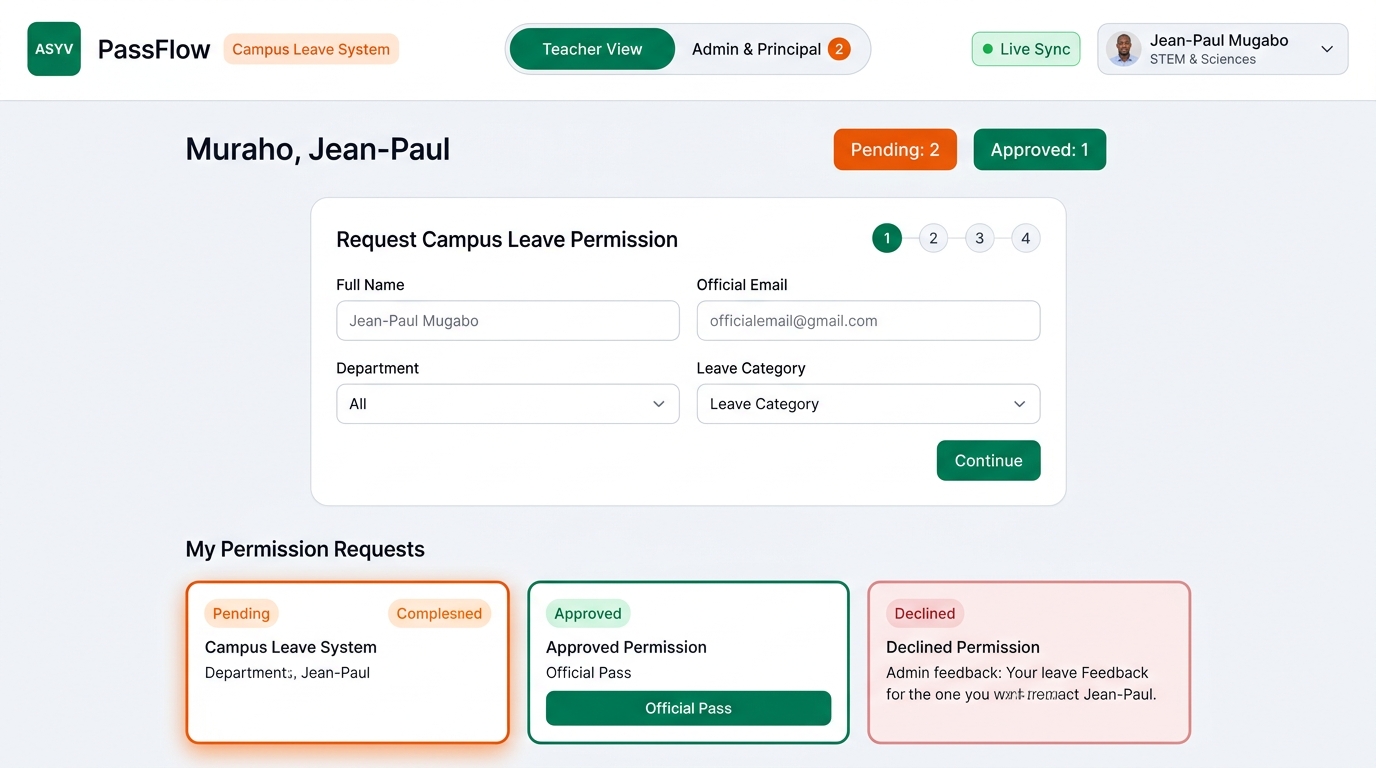 ASYV
PassFlow
Campus Leave System
Teacher View
Admin & Principal 2
Live Sync
Jean-Paul Mugabo
STEM & Sciences
Muraho, Jean-Paul
Pending: 2
Approved: 1
Request Campus Leave Permission
1 2 3 4
Full Name
Official Email
Jean-Paul Mugabo
officialemail@gmail.com
Department
Leave Category
All
Leave Category
Continue
My Permission Requests
Pending
Complesned
Campus Leave System
Departments, Jean-Paul
Approved
Approved Permission
Official Pass
Official Pass
Declined
Declined Permission
Admin feedback: Your leave Feedback
for the one you Jean-Paul.